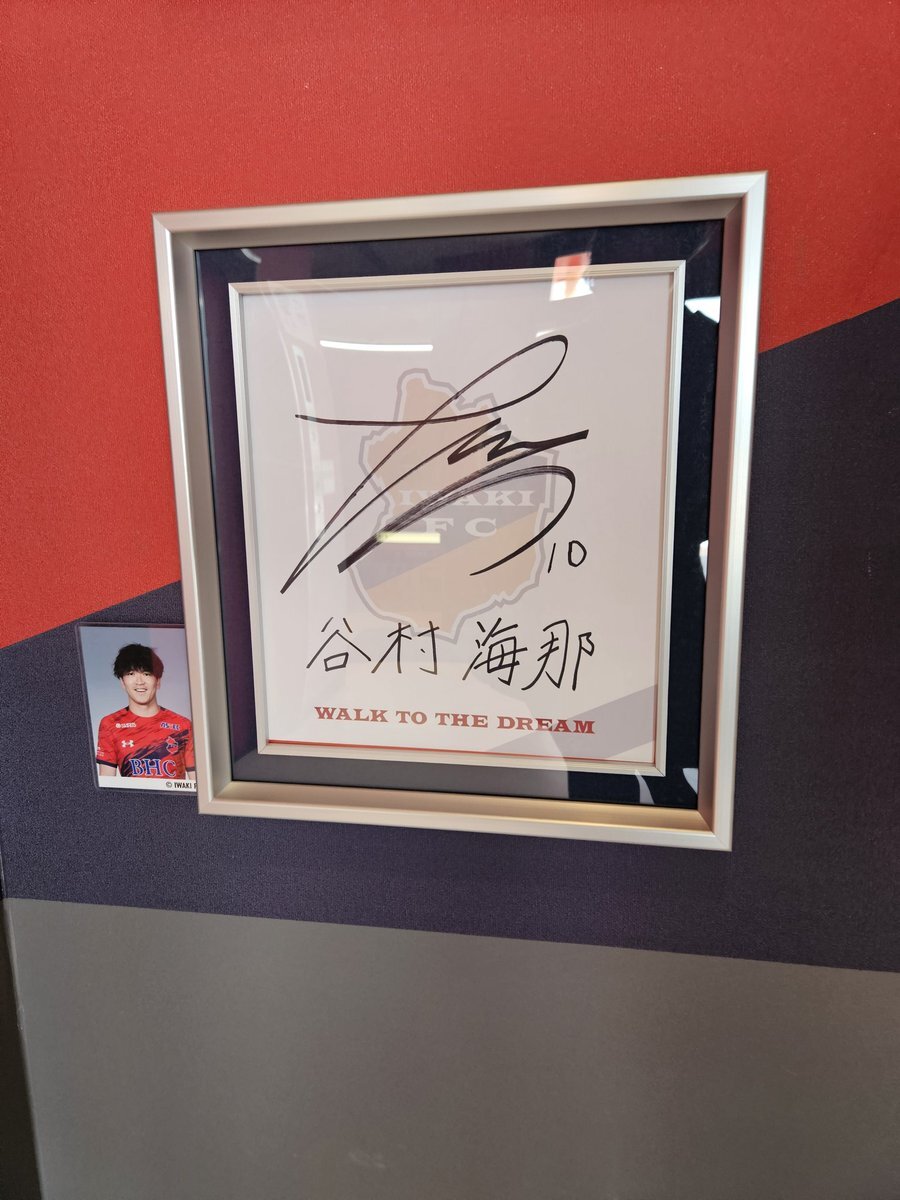 IWAKI
FC
10
谷村海那
WALK TO THE DREAM
BHC
© IWAKI